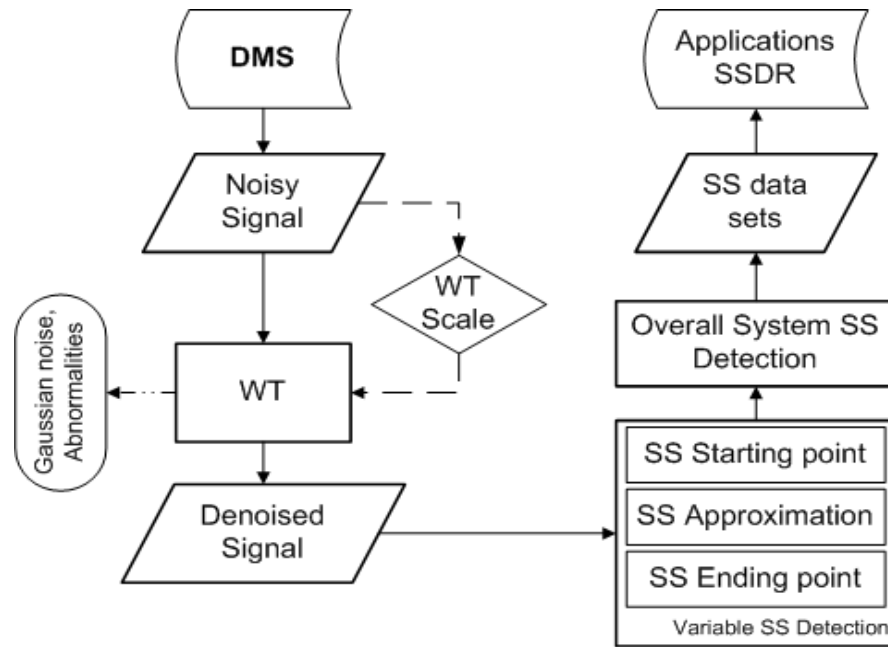 DMS
Noisy
Signal
WT
Scale
Gaussian noise,
Abnormalities
WT
Denoised
Signal
Applications
SSDR
SS data
sets
Overall System SS
Detection
SS Starting point
SS Approximation
SS Ending point
Variable SS Detection